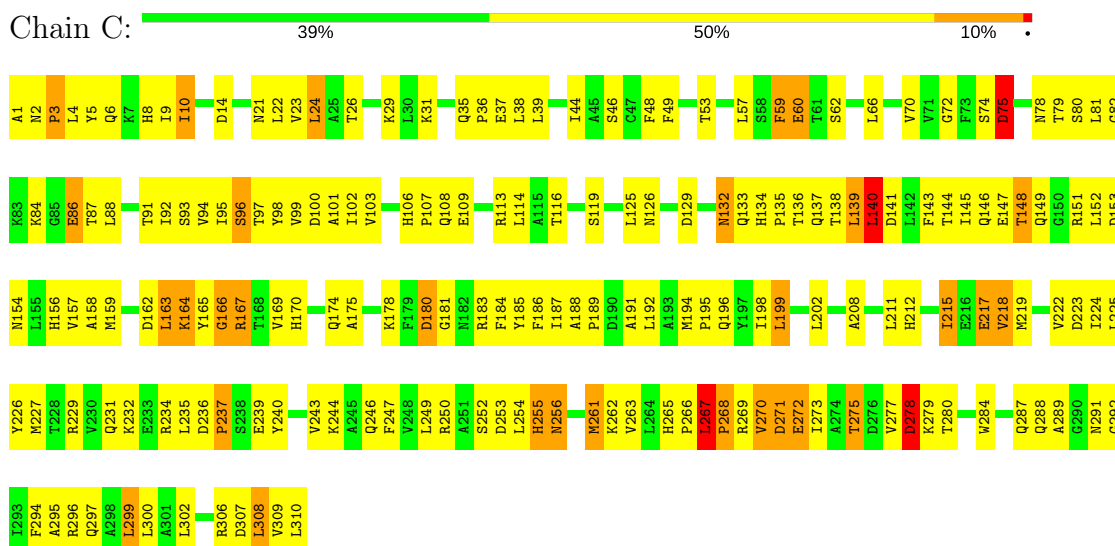 Chain C:
39% 50% 10% •
A1 N2 P3 L4 Y5 Q6 K7 H8 I9 I10 D14 N21 L22 V23 L24 A25 T26 K29 L30 K31 Q35 P36 E37 L38 L39 I44 A45 S46 C47 F48 F49 T53 L57 S58 F59 E60 T61 S62 L66 V70 V71 G72 F73 S74 D75 N78 T79 S80 L81 G82
K83 K84 G85 E86 T87 L88 T91 I92 S93 V94 I95 S96 T97 Y98 V99 D100 A101 I102 V103 H106 P107 Q108 E109 R113 L114 A115 T116 S119 L125 N126 D129 N132 Q133 H134 P135 T136 Q137 T138 L139 L140 D141 L142 F143 T144 I145 Q146 E147 T148 Q149 G150 R151 L152 D153
N154 L155 H156 V157 A158 M159 D162 L163 K164 Y165 G166 R167 T168 V169 H170 Q174 A175 K178 F179 D180 G181 N182 R183 F184 Y185 F186 I187 A188 P189 D190 A191 L192 A193 M194 P195 Q196 Y197 I198 L199 L202 A208 L211 H212 I215 E216 E217 V218 M219 V222 D223 I224 L225
Y226 M227 T228 R229 V230 Q231 K232 E233 R234 L235 D236 P237 S238 E239 Y240 V243 K244 A245 Q246 F247 V248 L249 R250 A251 S252 D253 L254 H255 N256 M261 K262 V263 L264 H265 P266 L267 P268 R269 V270 D271 E272 I273 A274 T275 D276 V277 D278 K279 T280 W284 Q287 Q288 A289 G290 N291 G292
I293 F294 A295 R296 Q297 A298 L299 L300 A301 L302 R306 D307 L308 V309 L310